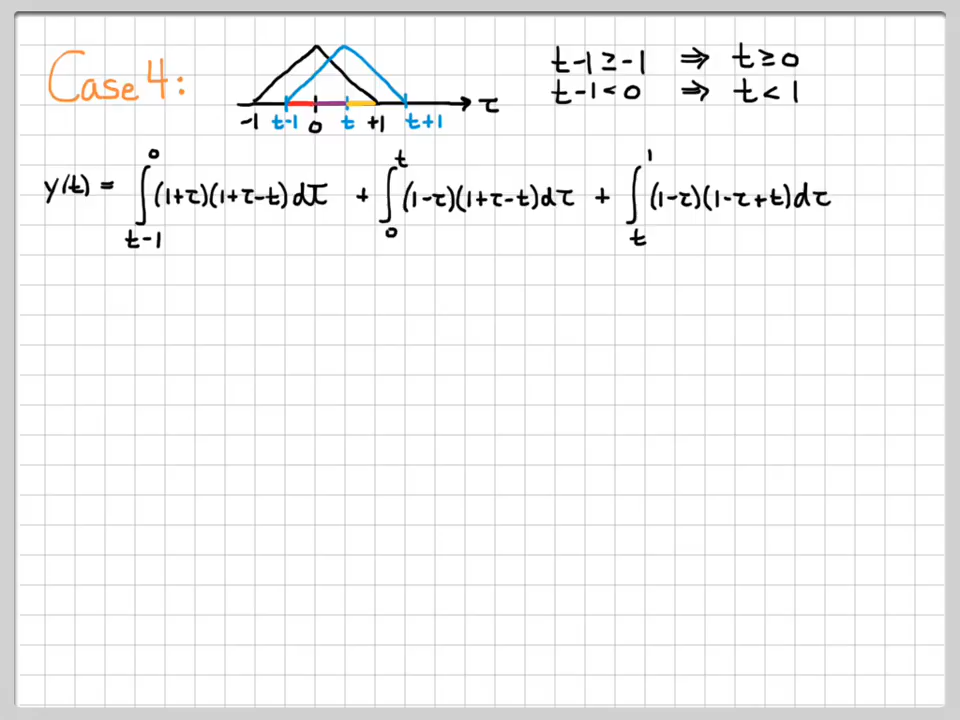 Case 4:
t-1 ≥ -1 ⇒ t ≥ 0
t-1 < 0 ⇒ t < 1
-1 t-1 0 t +1 t+1 τ
y(t) = ∫_{t-1}^{0} (1+τ)(1+τ-t)dτ + ∫_{0}^{t} (1-τ)(1+τ-t)dτ + ∫_{t}^{1} (1-τ)(1-τ+t)dτ